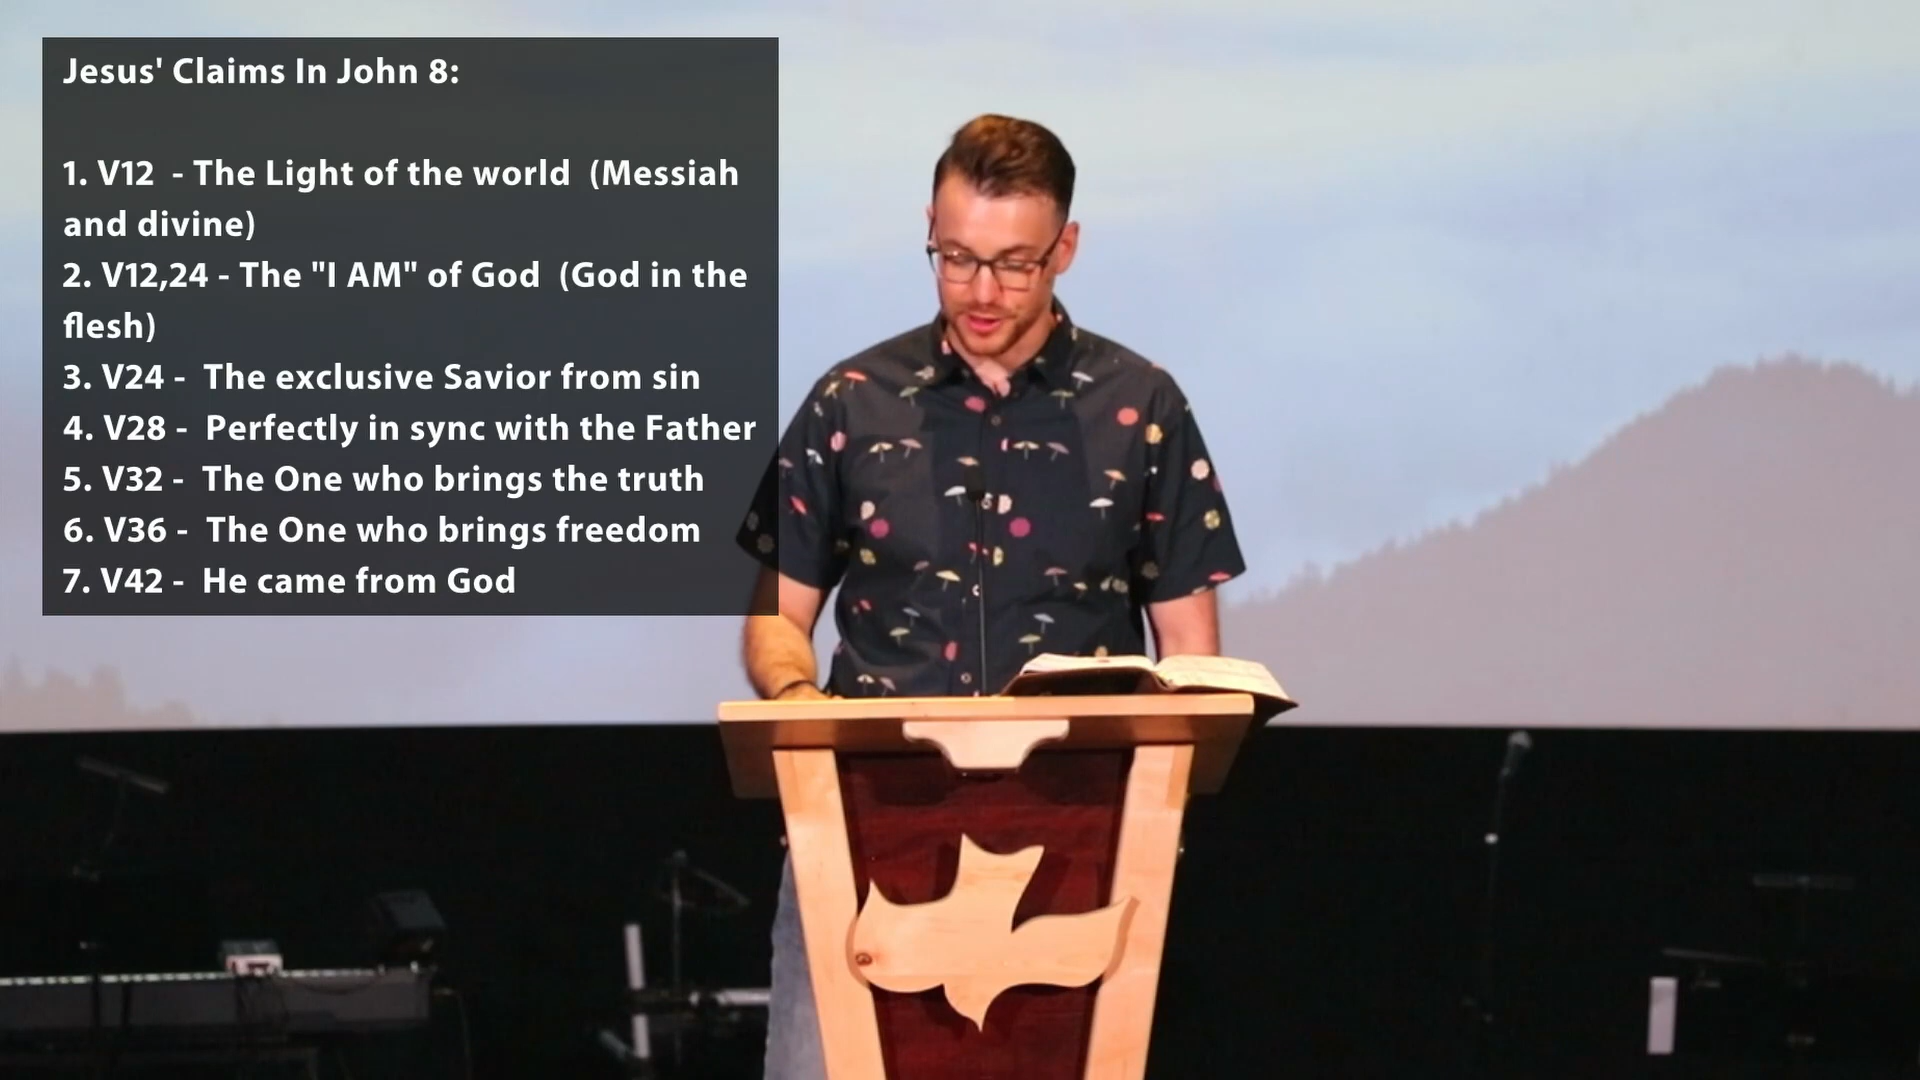 Jesus' Claims In John 8:
1. V12  - The Light of the world  (Messiah
and divine)
2. V12,24 - The "I AM" of God  (God in the
flesh)
3. V24 -  The exclusive Savior from sin
4. V28 -  Perfectly in sync with the Father
5. V32 -  The One who brings the truth
6. V36 -  The One who brings freedom
7. V42 -  He came from God